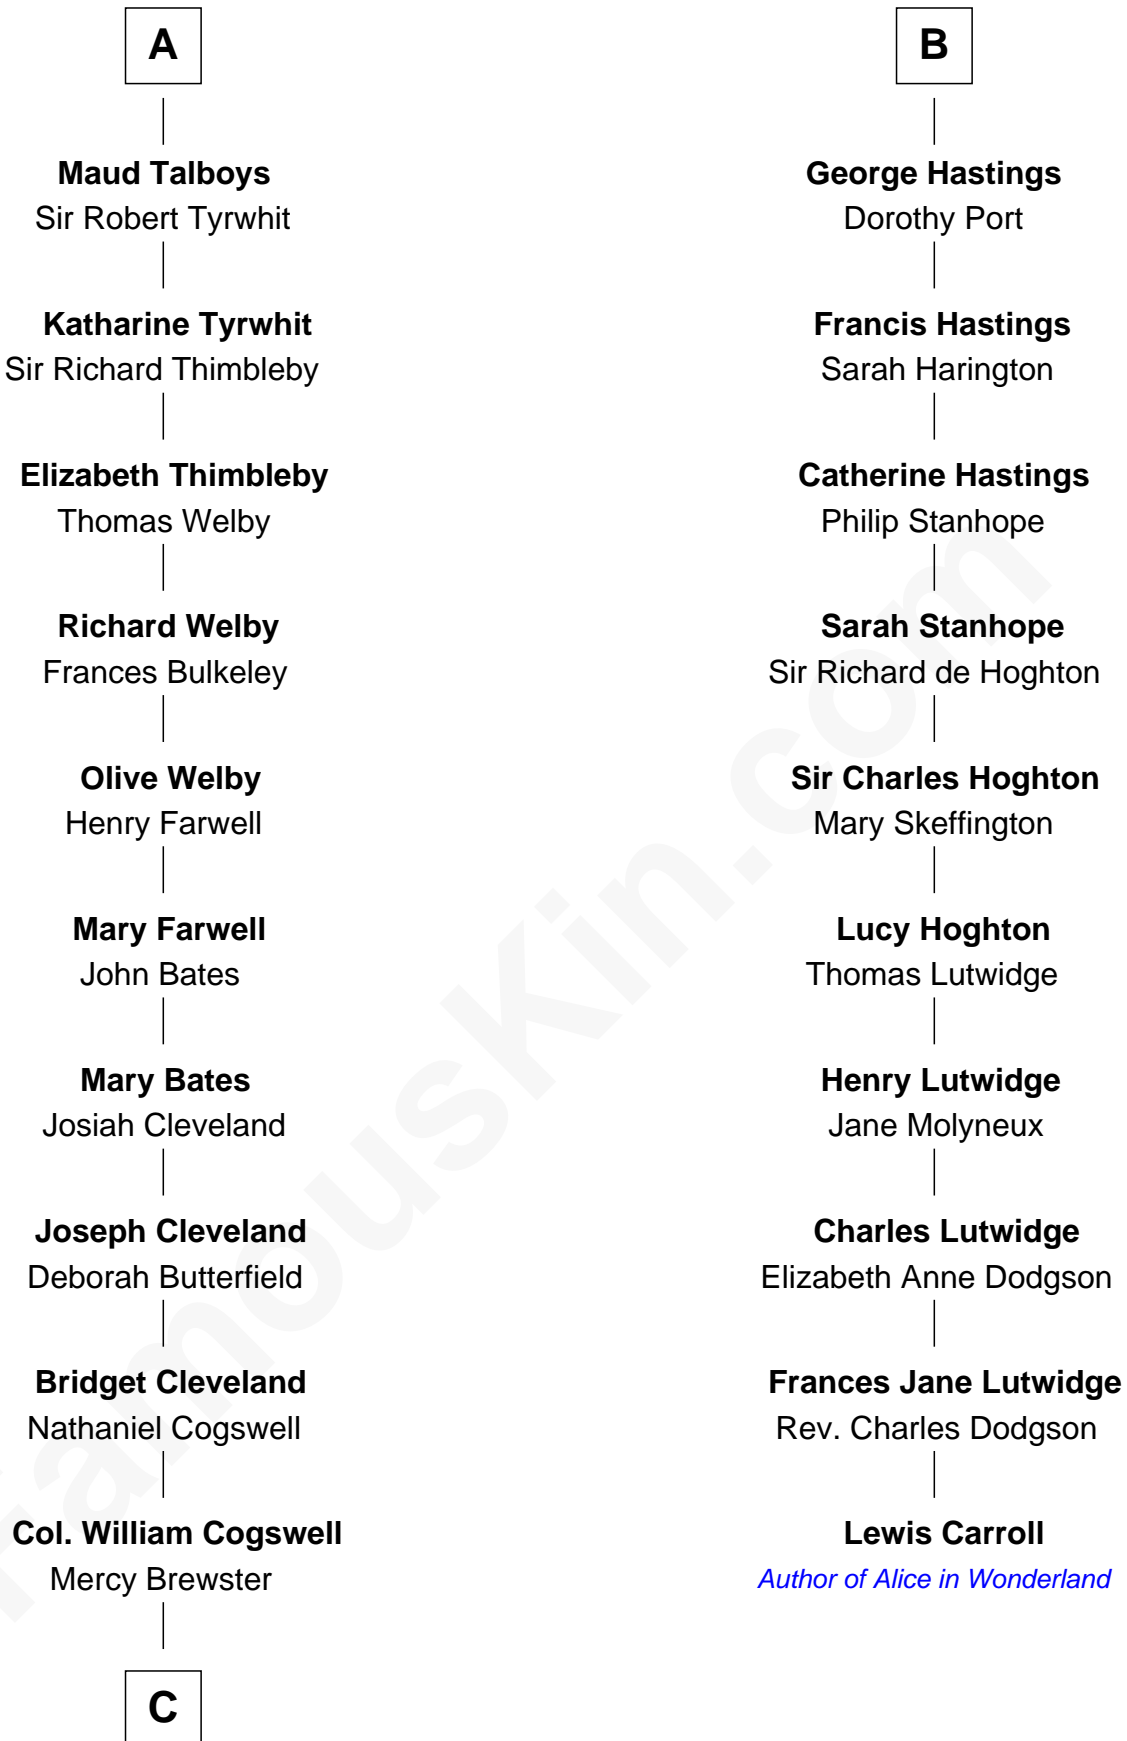 A
Maud Talboys
Sir Robert Tyrwhit
Katharine Tyrwhit
Sir Richard Thimbleby
Elizabeth Thimbleby
Thomas Welby
Richard Welby
Frances Bulkeley
Olive Welby
Henry Farwell
Mary Farwell
John Bates
Mary Bates
Josiah Cleveland
Joseph Cleveland
Deborah Butterfield
Bridget Cleveland
Nathaniel Cogswell
Col. William Cogswell
Mercy Brewster
C
B
George Hastings
Dorothy Port
Francis Hastings
Sarah Harington
Catherine Hastings
Philip Stanhope
Sarah Stanhope
Sir Richard de Hoghton
Sir Charles Hoghton
Mary Skeffington
Lucy Hoghton
Thomas Lutwidge
Henry Lutwidge
Jane Molyneux
Charles Lutwidge
Elizabeth Anne Dodgson
Frances Jane Lutwidge
Rev. Charles Dodgson
Lewis Carroll
Author of Alice in Wonderland
FamousKin.com